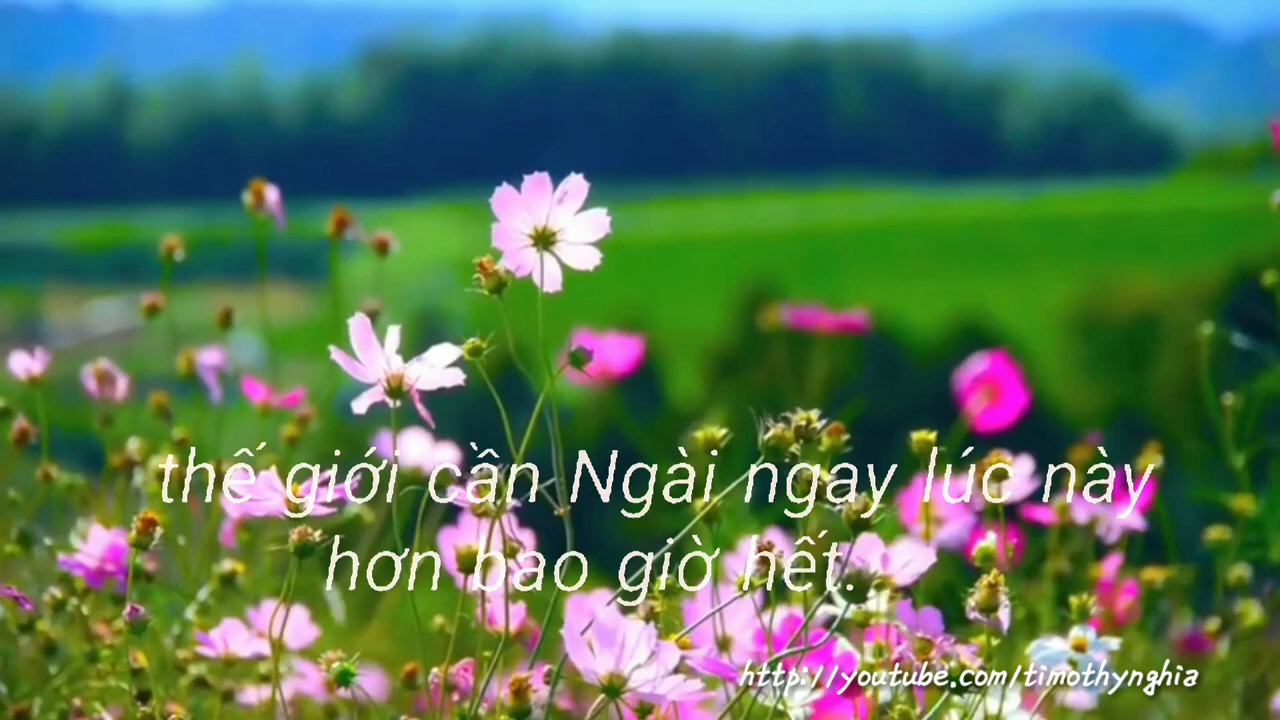 thế giới cần Ngài ngay lúc này
hơn bao giờ hết.
http://youtube.com/timothynghia